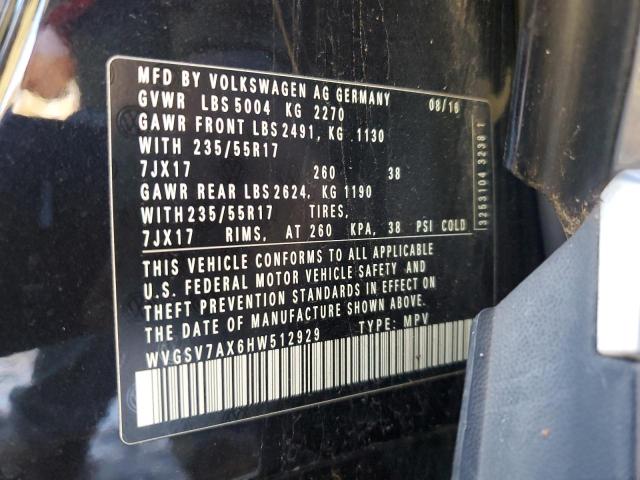 MFD BY VOLKSWAGEN AG GERMANY 08/16
GVWR LBS 5004 KG 2270
GAWR FRONT LBS 2491, KG 1130
WITH 235/55R17
7JX17 260 38
GAWR REAR LBS 2624, KG 1190
WITH 235/55R17 TIRES,
7JX17 RIMS, AT 260 KPA, 38 PSI COLD
THIS VEHICLE CONFORMS TO ALL APPLICABLE
U.S. FEDERAL MOTOR VEHICLE SAFETY AND
THEFT PREVENTION STANDARDS IN EFFECT ON
THE DATE OF MANUFACTURE SHOWN ABOVE.
WVGSV7AX6HW512929 TYPE: MPV
3253104 3238 1